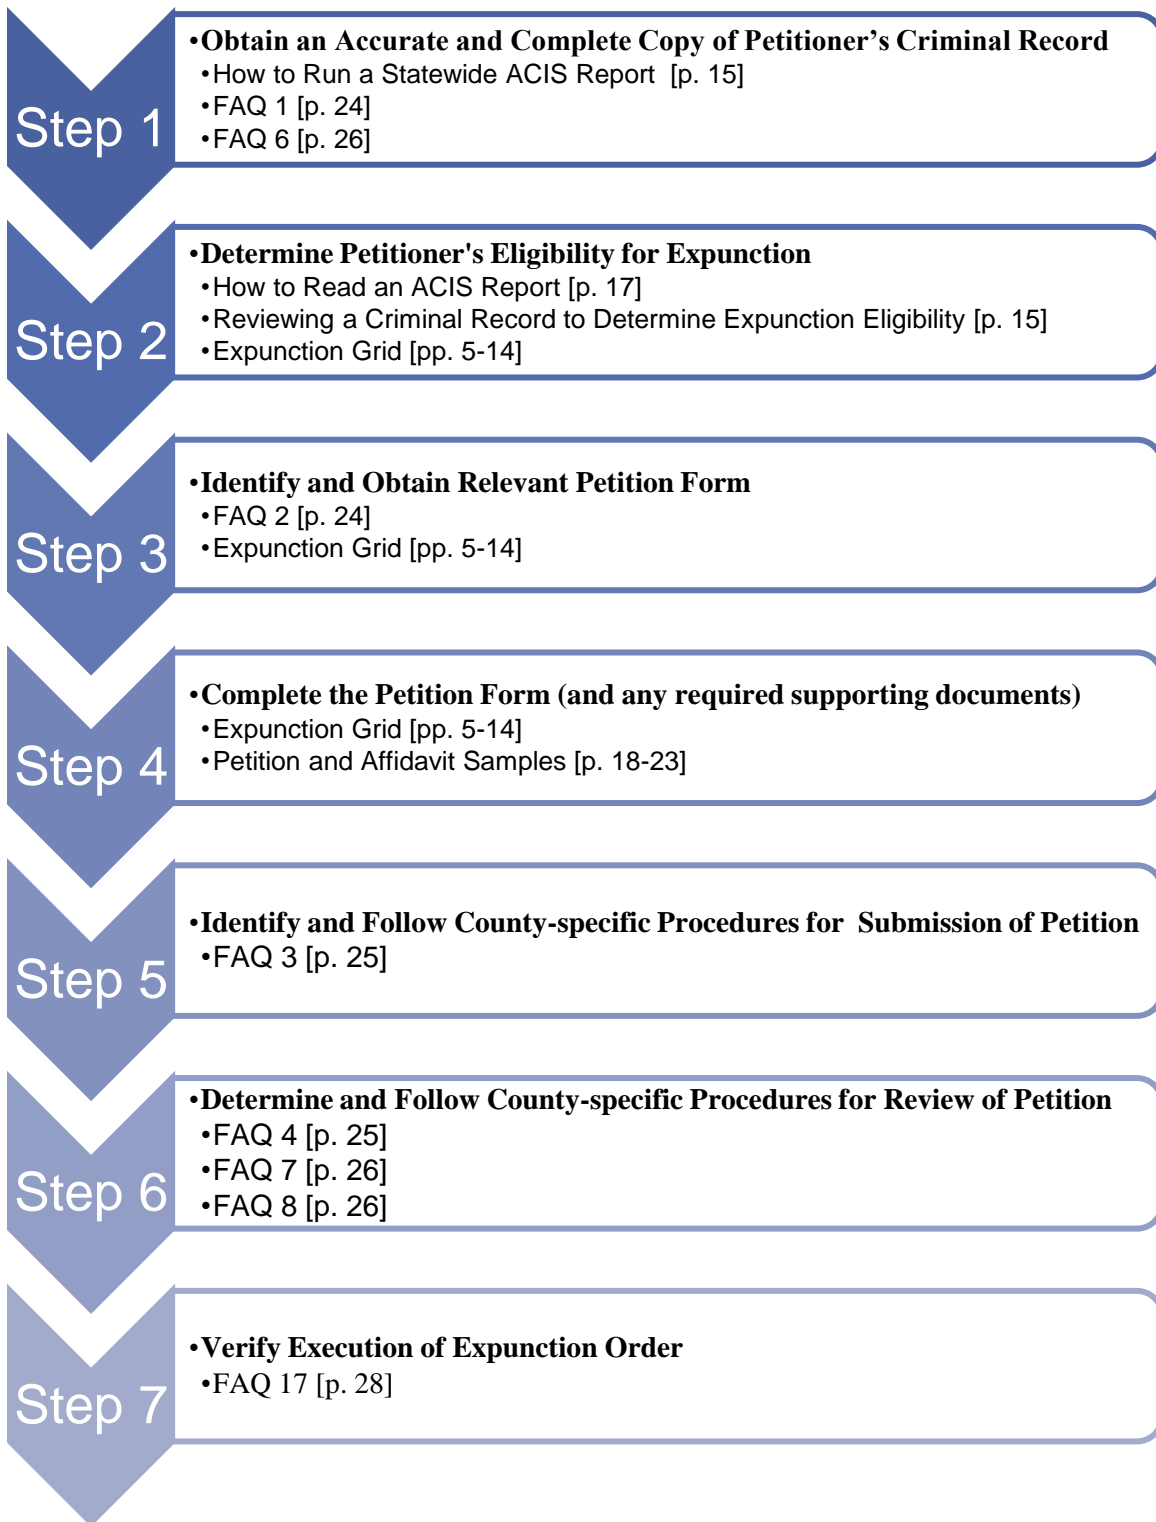 Step 1
•Obtain an Accurate and Complete Copy of Petitioner’s Criminal Record
•How to Run a Statewide ACIS Report [p. 15]
•FAQ 1 [p. 24]
•FAQ 6 [p. 26]
Step 2
•Determine Petitioner's Eligibility for Expunction
•How to Read an ACIS Report [p. 17]
•Reviewing a Criminal Record to Determine Expunction Eligibility [p. 15]
•Expunction Grid [pp. 5-14]
Step 3
•Identify and Obtain Relevant Petition Form
•FAQ 2 [p. 24]
•Expunction Grid [pp. 5-14]
Step 4
•Complete the Petition Form (and any required supporting documents)
•Expunction Grid [pp. 5-14]
•Petition and Affidavit Samples [p. 18-23]
Step 5
•Identify and Follow County-specific Procedures for Submission of Petition
•FAQ 3 [p. 25]
Step 6
•Determine and Follow County-specific Procedures for Review of Petition
•FAQ 4 [p. 25]
•FAQ 7 [p. 26]
•FAQ 8 [p. 26]
Step 7
•Verify Execution of Expunction Order
•FAQ 17 [p. 28]